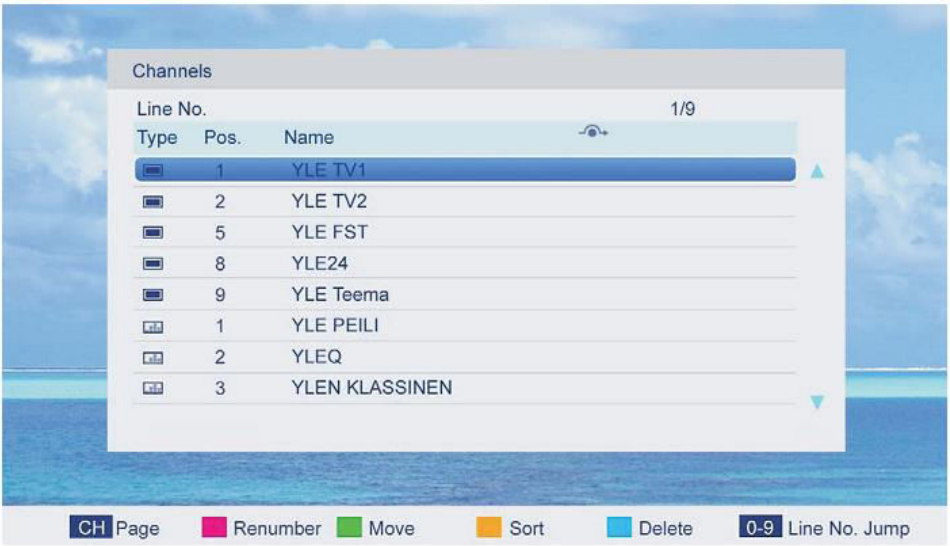 Channels
Line No. 1/9
Type Pos. Name
1 YLE TV1
2 YLE TV2
5 YLE FST
8 YLE24
9 YLE Teema
1 YLE PEILI
2 YLEQ
3 YLEN KLASSINEN
CH Page Renumber Move Sort Delete 0-9 Line No. Jump